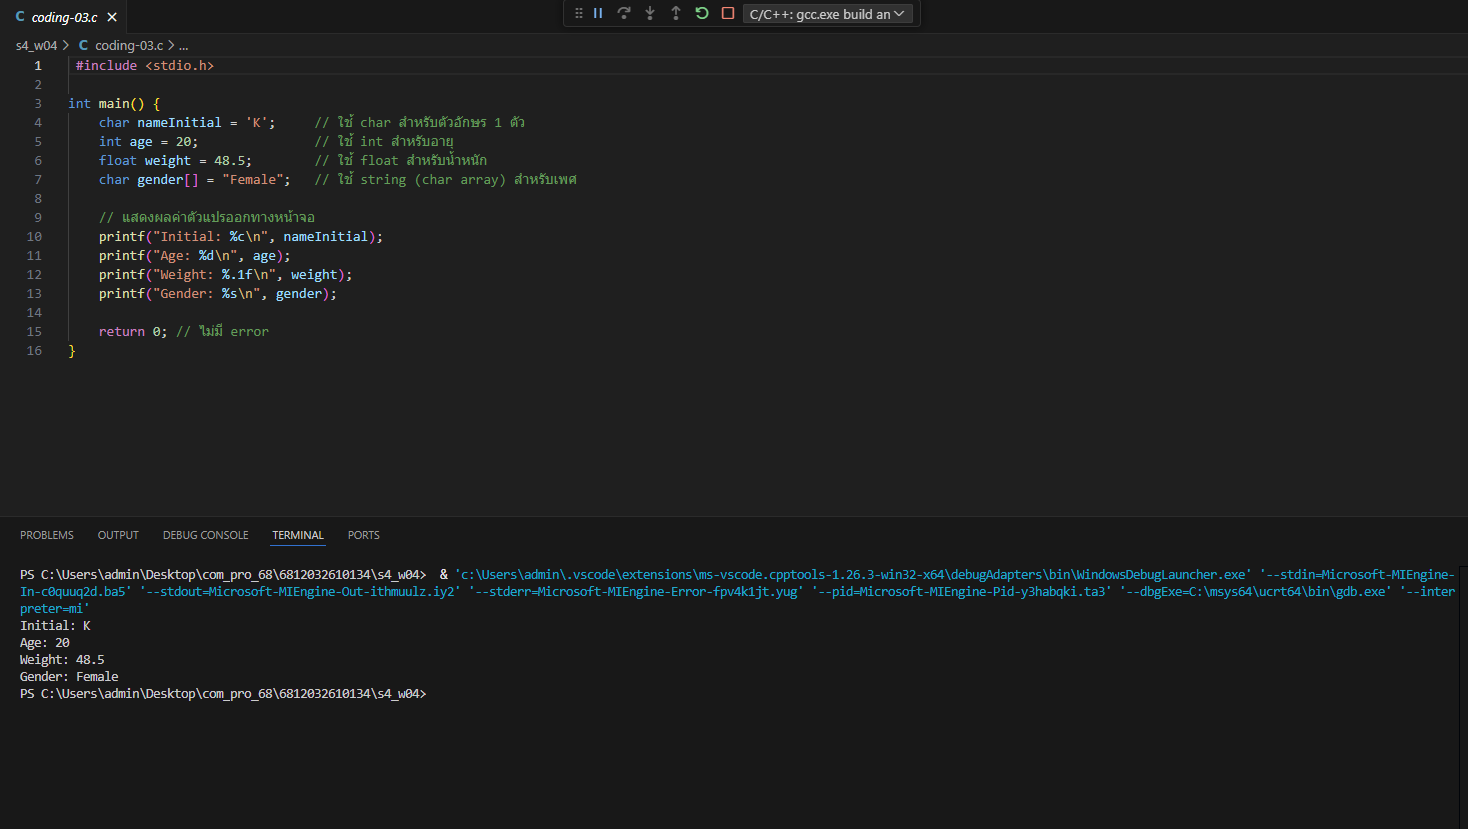 coding-03.c
C/C++: gcc.exe build an
s4_w04 > C coding-03.c > ...
1 #include <stdio.h>
2
3 int main() {
4 char nameInitial = 'K'; // ใช้ char สำหรับตัวอักษร 1 ตัว
5 int age = 20; // ใช้ int สำหรับอายุ
6 float weight = 48.5; // ใช้ float สำหรับน้ำหนัก
7 char gender[] = "Female"; // ใช้ string (char array) สำหรับเพศ
8
9 // แสดงผลค่าตัวแปรออกทางหน้าจอ
10 printf("Initial: %c\n", nameInitial);
11 printf("Age: %d\n", age);
12 printf("Weight: %.1f\n", weight);
13 printf("Gender: %s\n", gender);
14
15 return 0; // ไม่มี error
16 }
PROBLEMS OUTPUT DEBUG CONSOLE TERMINAL PORTS
PS C:\Users\admin\Desktop\com_pro_68\6812032610134\s4_w04> & 'c:\Users\admin\.vscode\extensions\ms-vscode.cpptools-1.26.3-win32-x64\debugAdapters\bin\WindowsDebugLauncher.exe' '--stdin=Microsoft-MIEngine-
In-c0quuq2d.ba5' '--stdout=Microsoft-MIEngine-Out-ithmuulz.iy2' '--stderr=Microsoft-MIEngine-Error-fpv4k1jt.yug' '--pid=Microsoft-MIEngine-Pid-y3habqki.ta3' '--dbgExe=C:\msys64\ucrt64\bin\gdb.exe' '--inter
preter=mi'
Initial: K
Age: 20
Weight: 48.5
Gender: Female
PS C:\Users\admin\Desktop\com_pro_68\6812032610134\s4_w04>